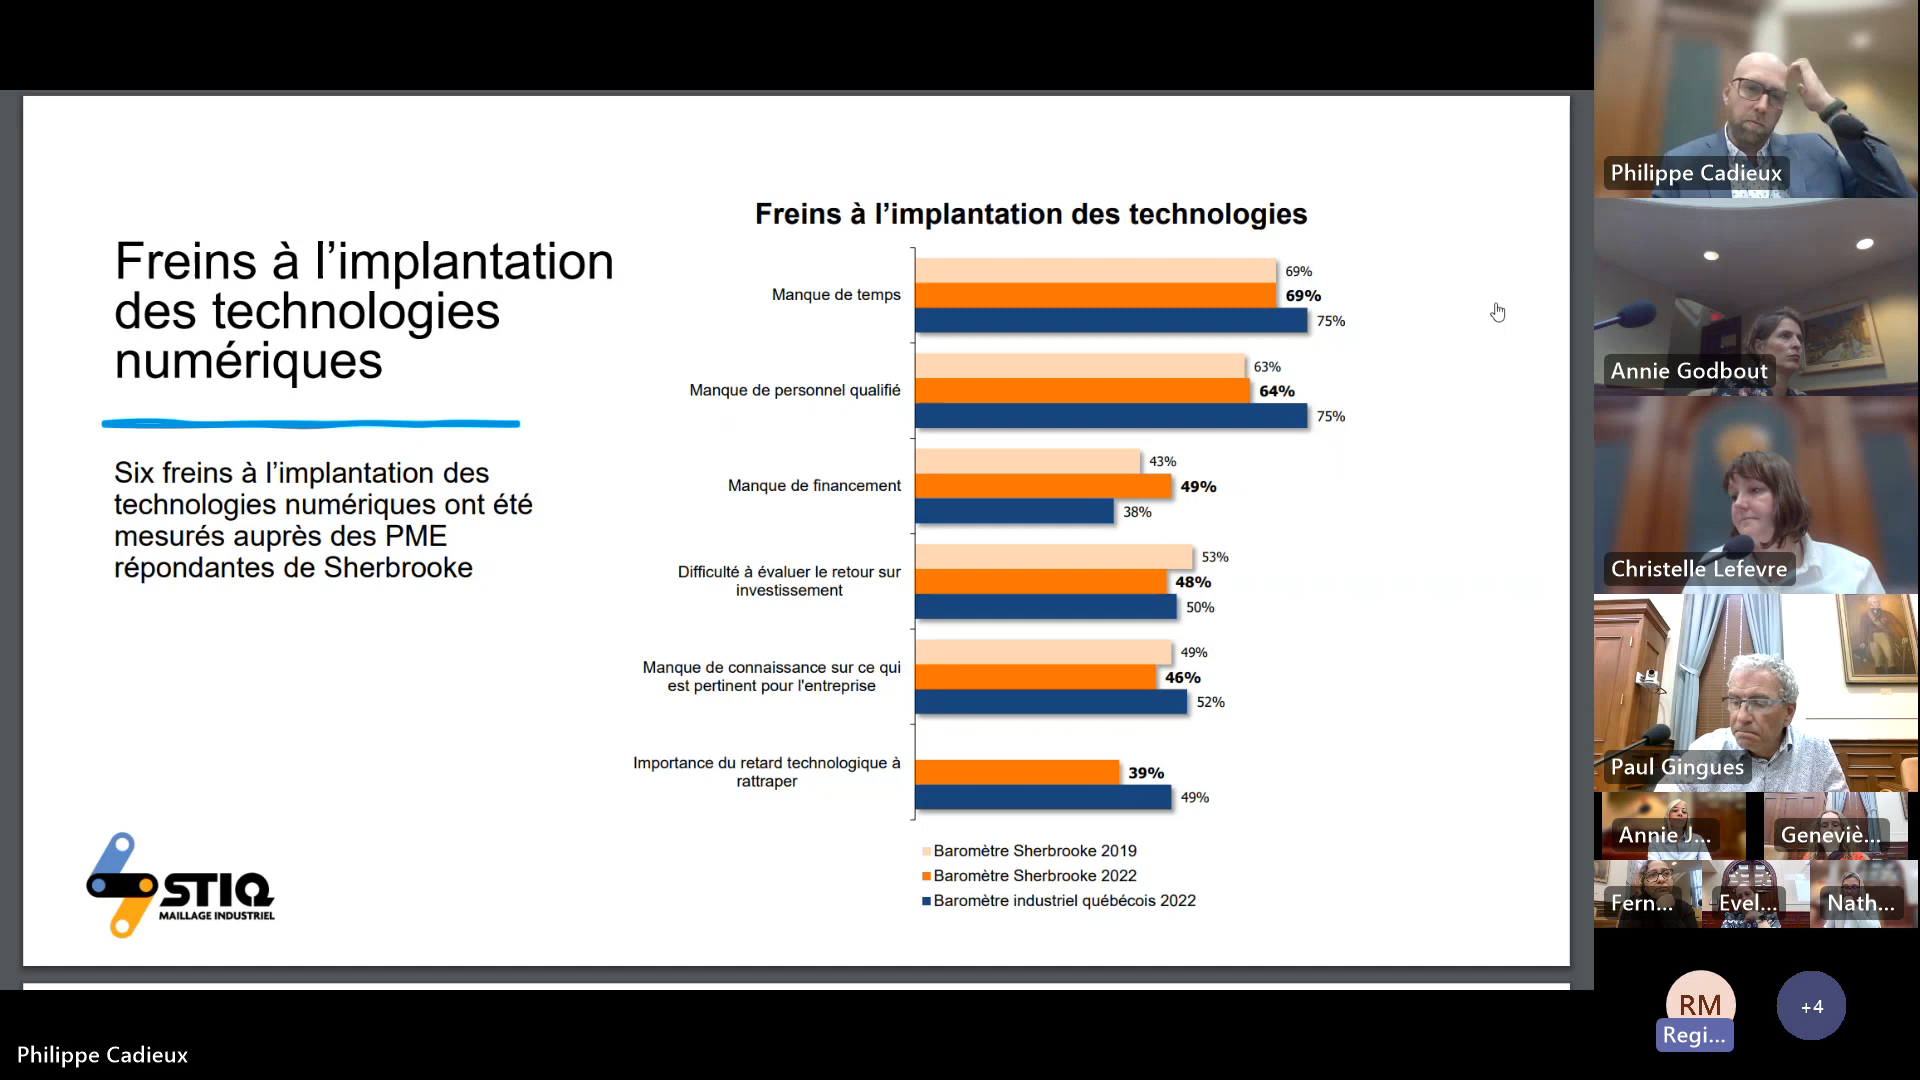 Freins à l'implantation
des technologies
numériques
Six freins à l'implantation des
technologies numériques ont été
mesurés auprès des PME
répondantes de Sherbrooke
STIQ
MAILLAGE INDUSTRIEL
Freins à l'implantation des technologies
Manque de temps
69%
69%
75%
Manque de personnel qualifié
63%
64%
75%
Manque de financement
43%
49%
38%
Difficulté à évaluer le retour sur
investissement
53%
48%
50%
Manque de connaissance sur ce qui
est pertinent pour l'entreprise
49%
46%
52%
Importance du retard technologique à
rattraper
39%
49%
Baromètre Sherbrooke 2019
Baromètre Sherbrooke 2022
Baromètre industriel québécois 2022
Philippe Cadieux
Annie Godbout
Christelle Lefevre
Paul Gingues
Annie J...
Geneviè...
Fern...
Evel...
Nath...
RM
Regi...
+4
Philippe Cadieux